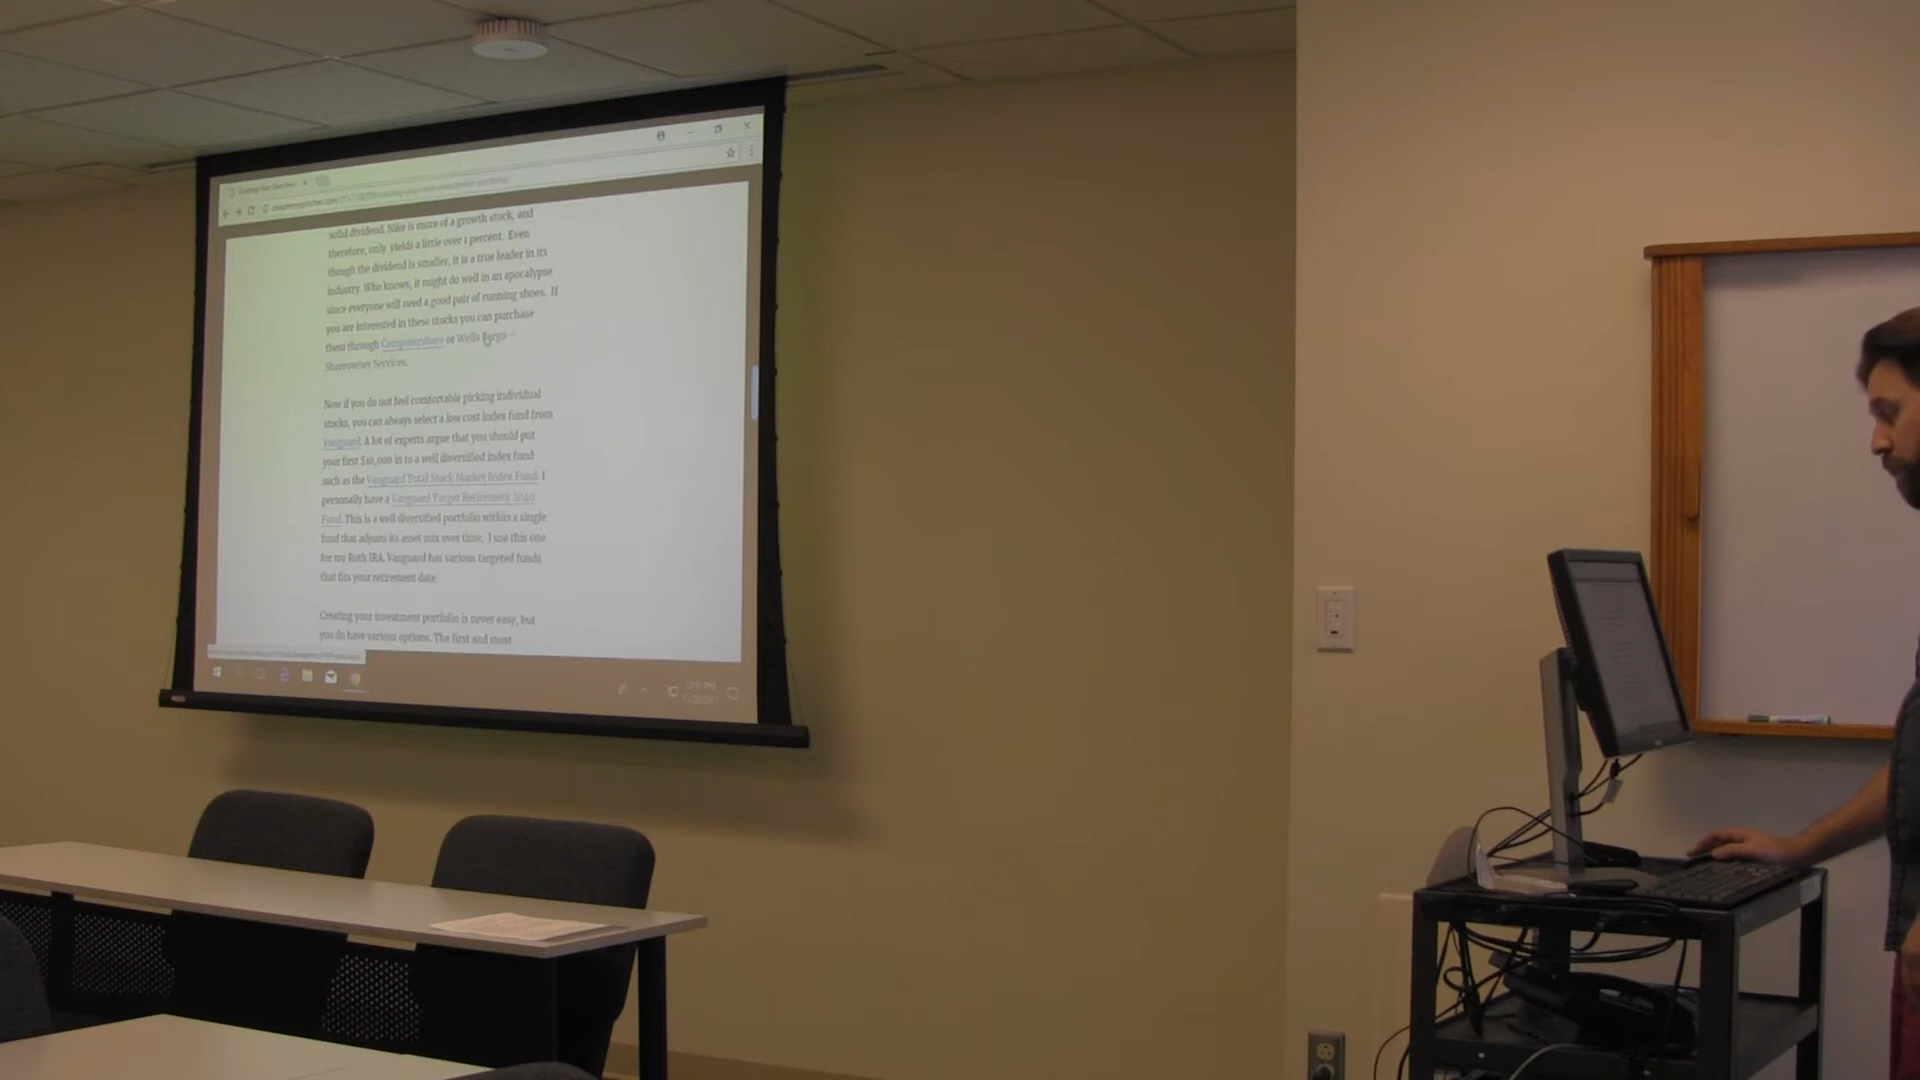 solid dividend. Nike is more of a growth stock, and
therefore, only yields a little over 1 percent. Even
though the dividend is smaller, it is a true leader in its
industry. Who knows, it might do well in an apocalypse
since everyone will need a good pair of running shoes. If
you are interested in these stocks you can purchase
them through Computershare or Wells Fargo –
Shareowner Services.
Now if you do not feel comfortable picking individual
stocks, you can always select a low cost index fund from
Vanguard. A lot of experts argue that you should put
your first $10,000 in to a well diversified index fund
such as the Vanguard Total Stock Market Index Fund. I
personally have a Vanguard Target Retirement 2040
Fund. This is a well diversified portfolio within a single
fund that adjusts its asset mix over time. I use this one
for my Roth IRA. Vanguard has various targeted funds
that fits your retirement date.
Creating your investment portfolio is never easy, but
you do have various options. The first and most